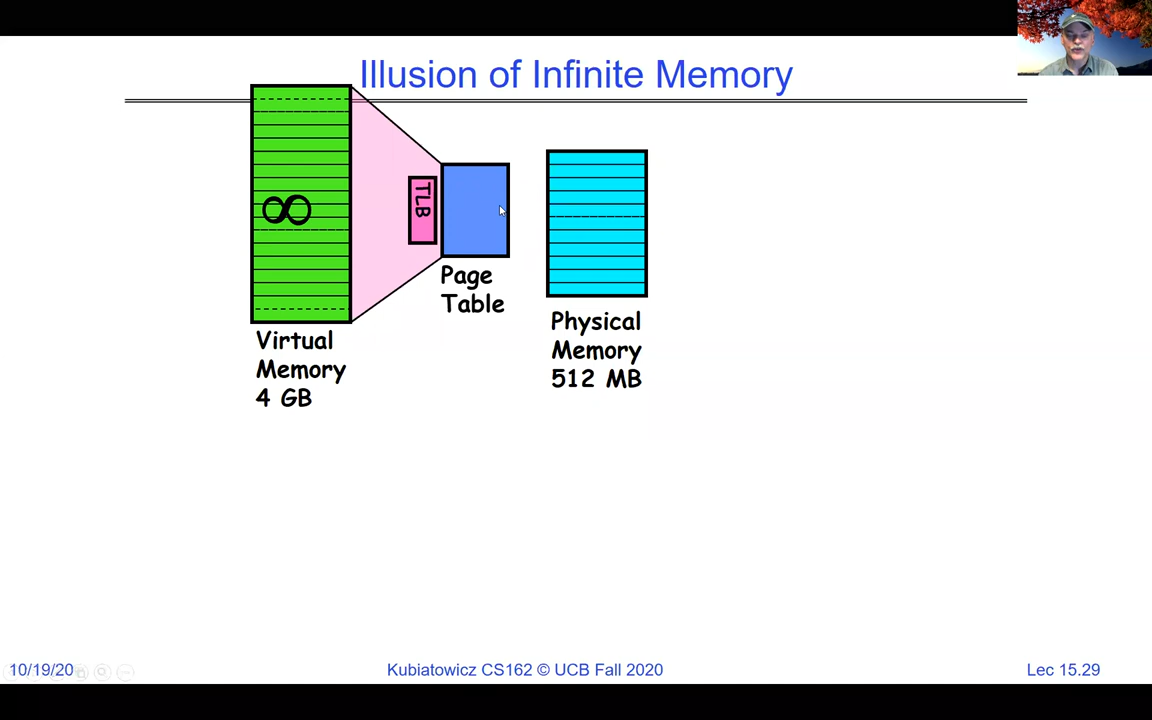 Illusion of Infinite Memory
∞
TLB
Page
Table
Virtual
Memory
4 GB
Physical
Memory
512 MB
10/19/20
Kubiatowicz CS162 © UCB Fall 2020
Lec 15.29